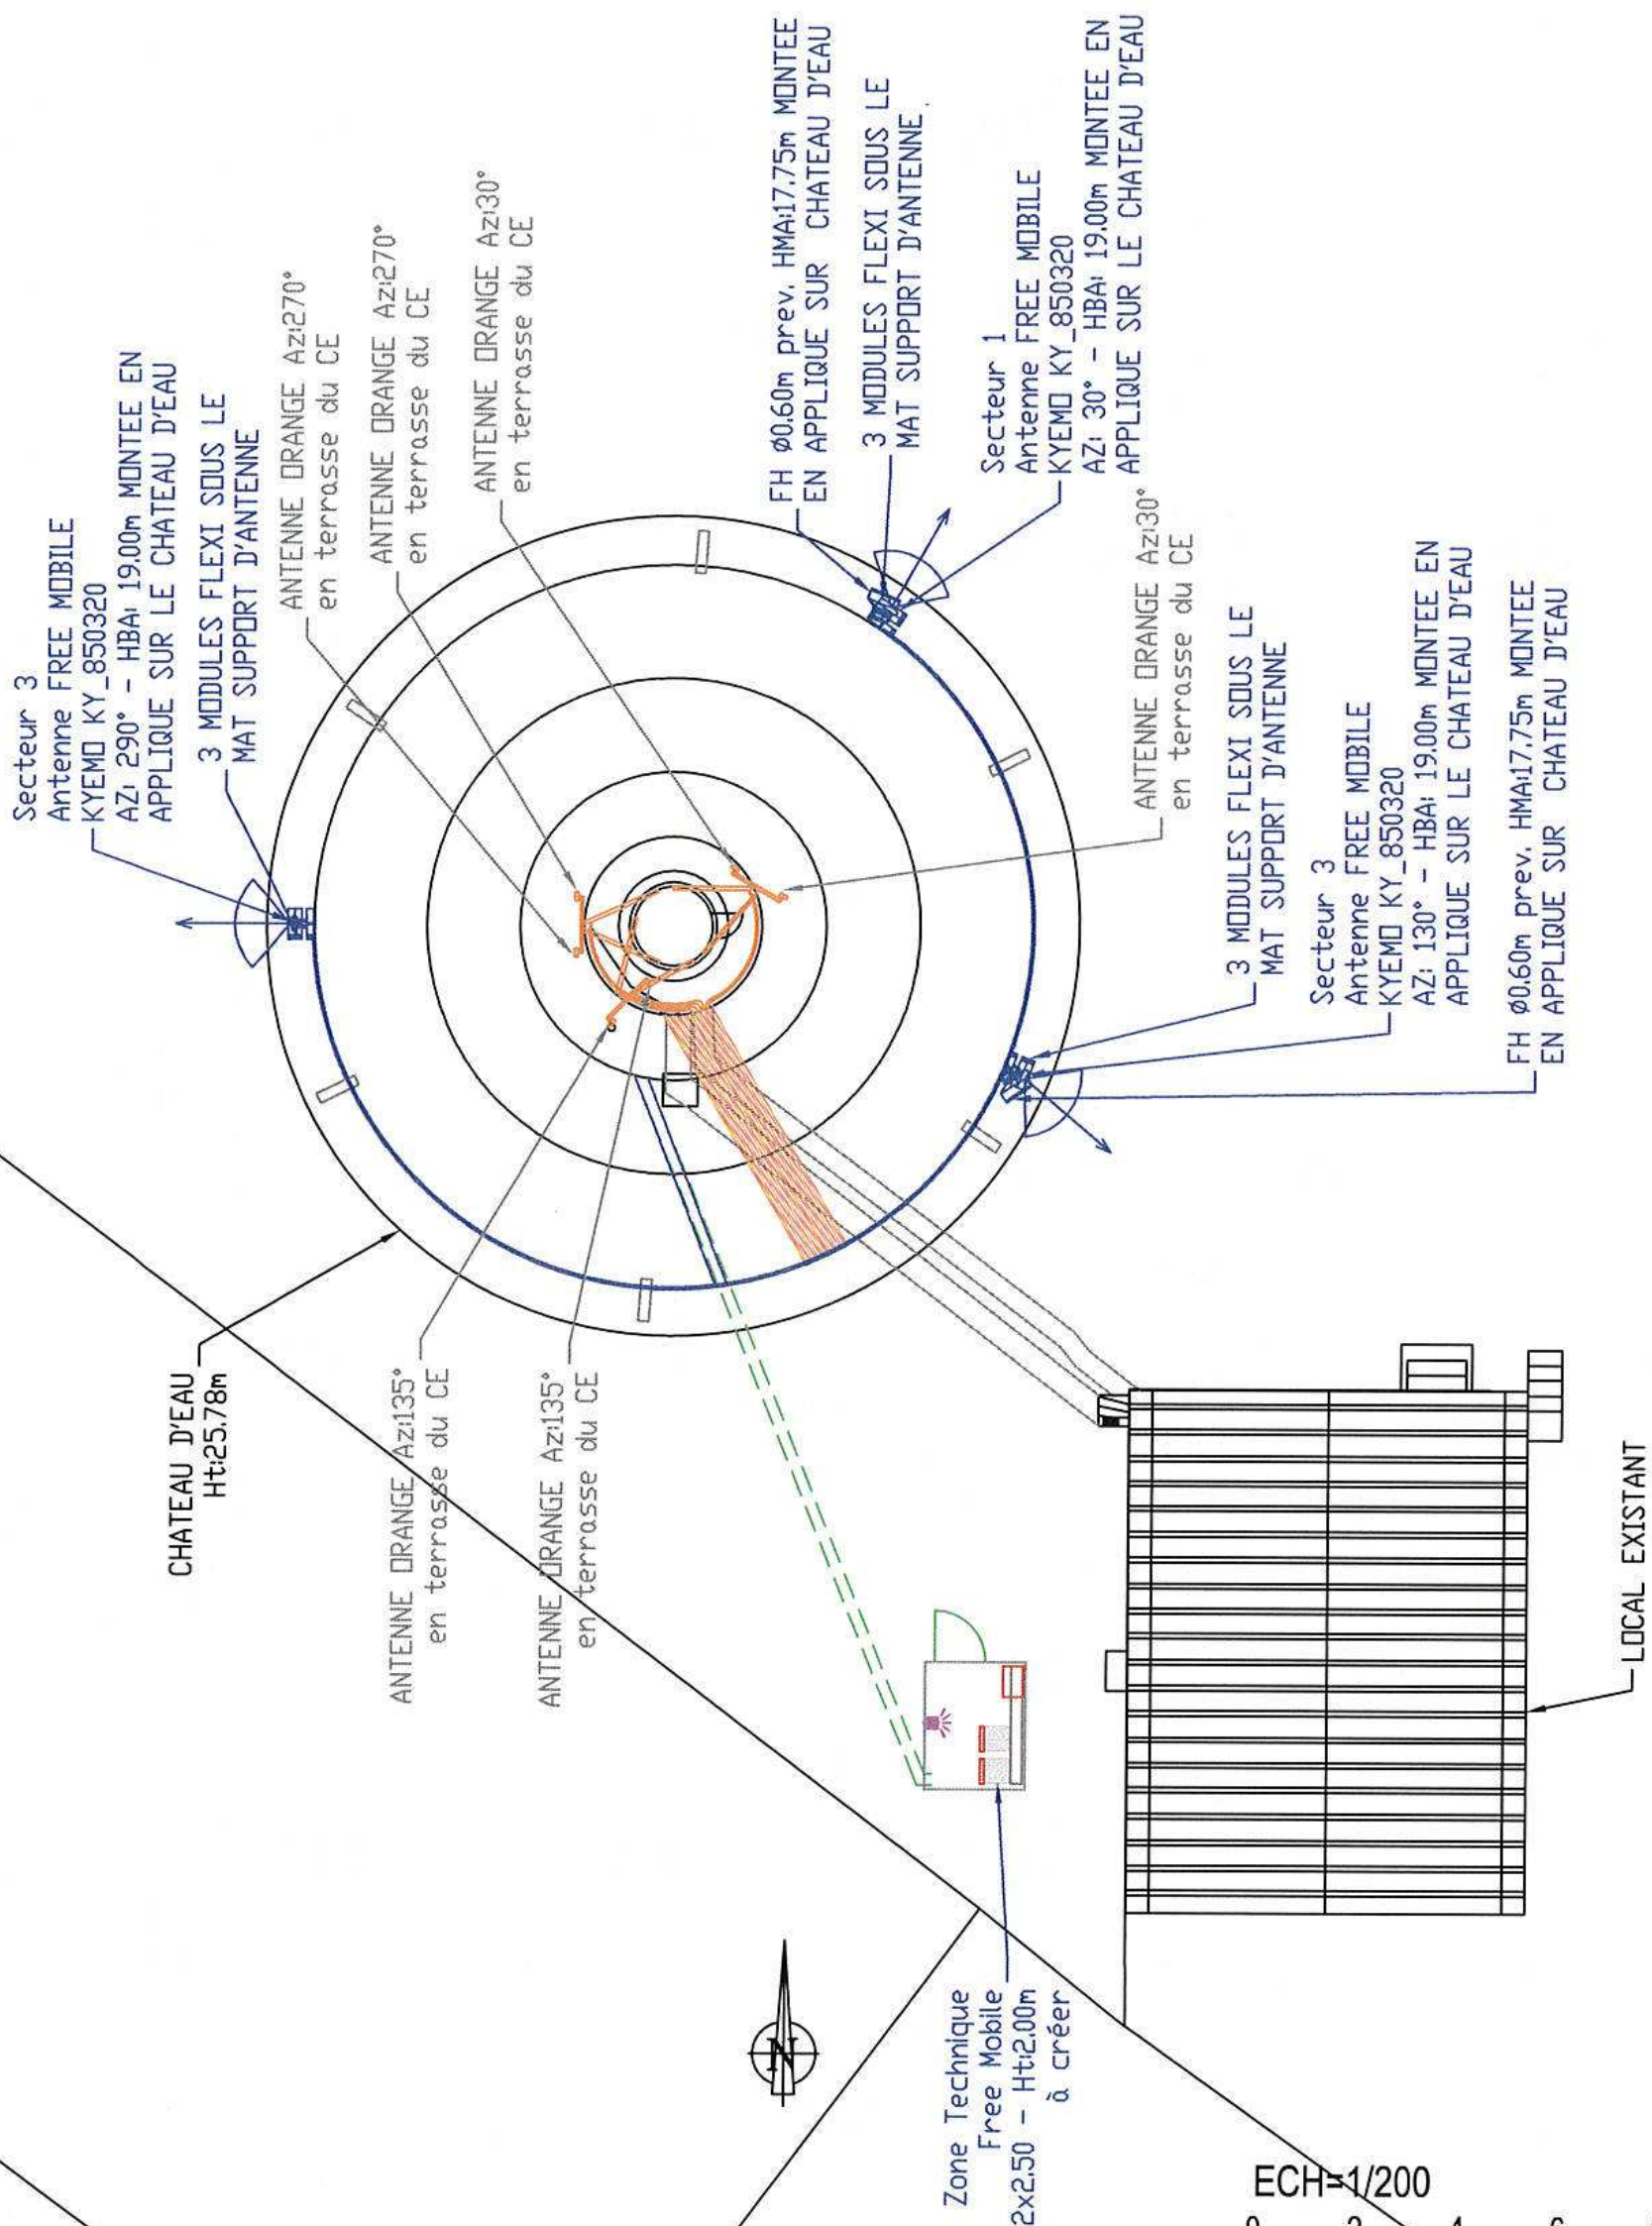 Secteur 3
Antenne FREE MOBILE
KYEMO KY_850320
AZ: 290° - HBA: 19.00m MONTEE EN
APPLIQUE SUR LE CHATEAU D'EAU
3 MODULES FLEXI SOUS LE
MAT SUPPORT D'ANTENNE
ANTENNE ORANGE Az:270°
en terrasse du CE
ANTENNE ORANGE Az:270°
en terrasse du CE
ANTENNE ORANGE Az:30°
en terrasse du CE
FH ø0.60m prev. HMA:17.75m MONTEE
EN APPLIQUE SUR CHATEAU D'EAU
3 MODULES FLEXI SOUS LE
MAT SUPPORT D'ANTENNE
Secteur 1
Antenne FREE MOBILE
KYEMO KY_850320
AZ: 30° - HBA: 19.00m MONTEE EN
APPLIQUE SUR LE CHATEAU D'EAU
ANTENNE ORANGE Az:30°
en terrasse du CE
3 MODULES FLEXI SOUS LE
MAT SUPPORT D'ANTENNE
Secteur 3
Antenne FREE MOBILE
KYEMO KY_850320
AZ: 130° - HBA: 19.00m MONTEE EN
APPLIQUE SUR LE CHATEAU D'EAU
FH ø0.60m prev. HMA:17.75m MONTEE
EN APPLIQUE SUR CHATEAU D'EAU
CHATEAU D'EAU
Ht:25.78m
ANTENNE ORANGE Az:135°
en terrasse du CE
ANTENNE ORANGE Az:135°
en terrasse du CE
LOCAL EXISTANT
N
Zone Technique
Free Mobile
2x2.50 - Ht:2.00m
à créer
ECH=1/200
0 2 4 6